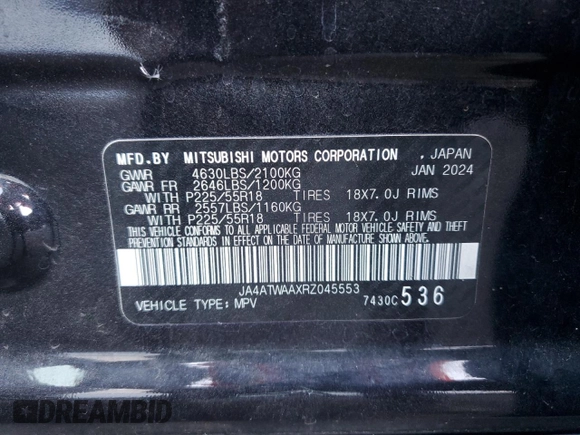 MFD.BY MITSUBISHI MOTORS CORPORATION , JAPAN
GVWR 4630LBS/2100KG JAN 2024
GAWR FR 2646LBS/1200KG
WITH P225/55R18 TIRES 18X7.0J RIMS
GAWR RR 2557LBS/1160KG
WITH P225/55R18 TIRES 18X7.0J RIMS
THIS VEHICLE CONFORMS TO ALL APPLICABLE FEDERAL MOTOR VEHICLE SAFETY AND THEFT
PREVENTION STANDARDS IN EFFECT ON THE DATE OF MANUFACTURE SHOWN ABOVE.
JA4ATWAAXRZ045553
VEHICLE TYPE: MPV 7430C 536
DREAMBID